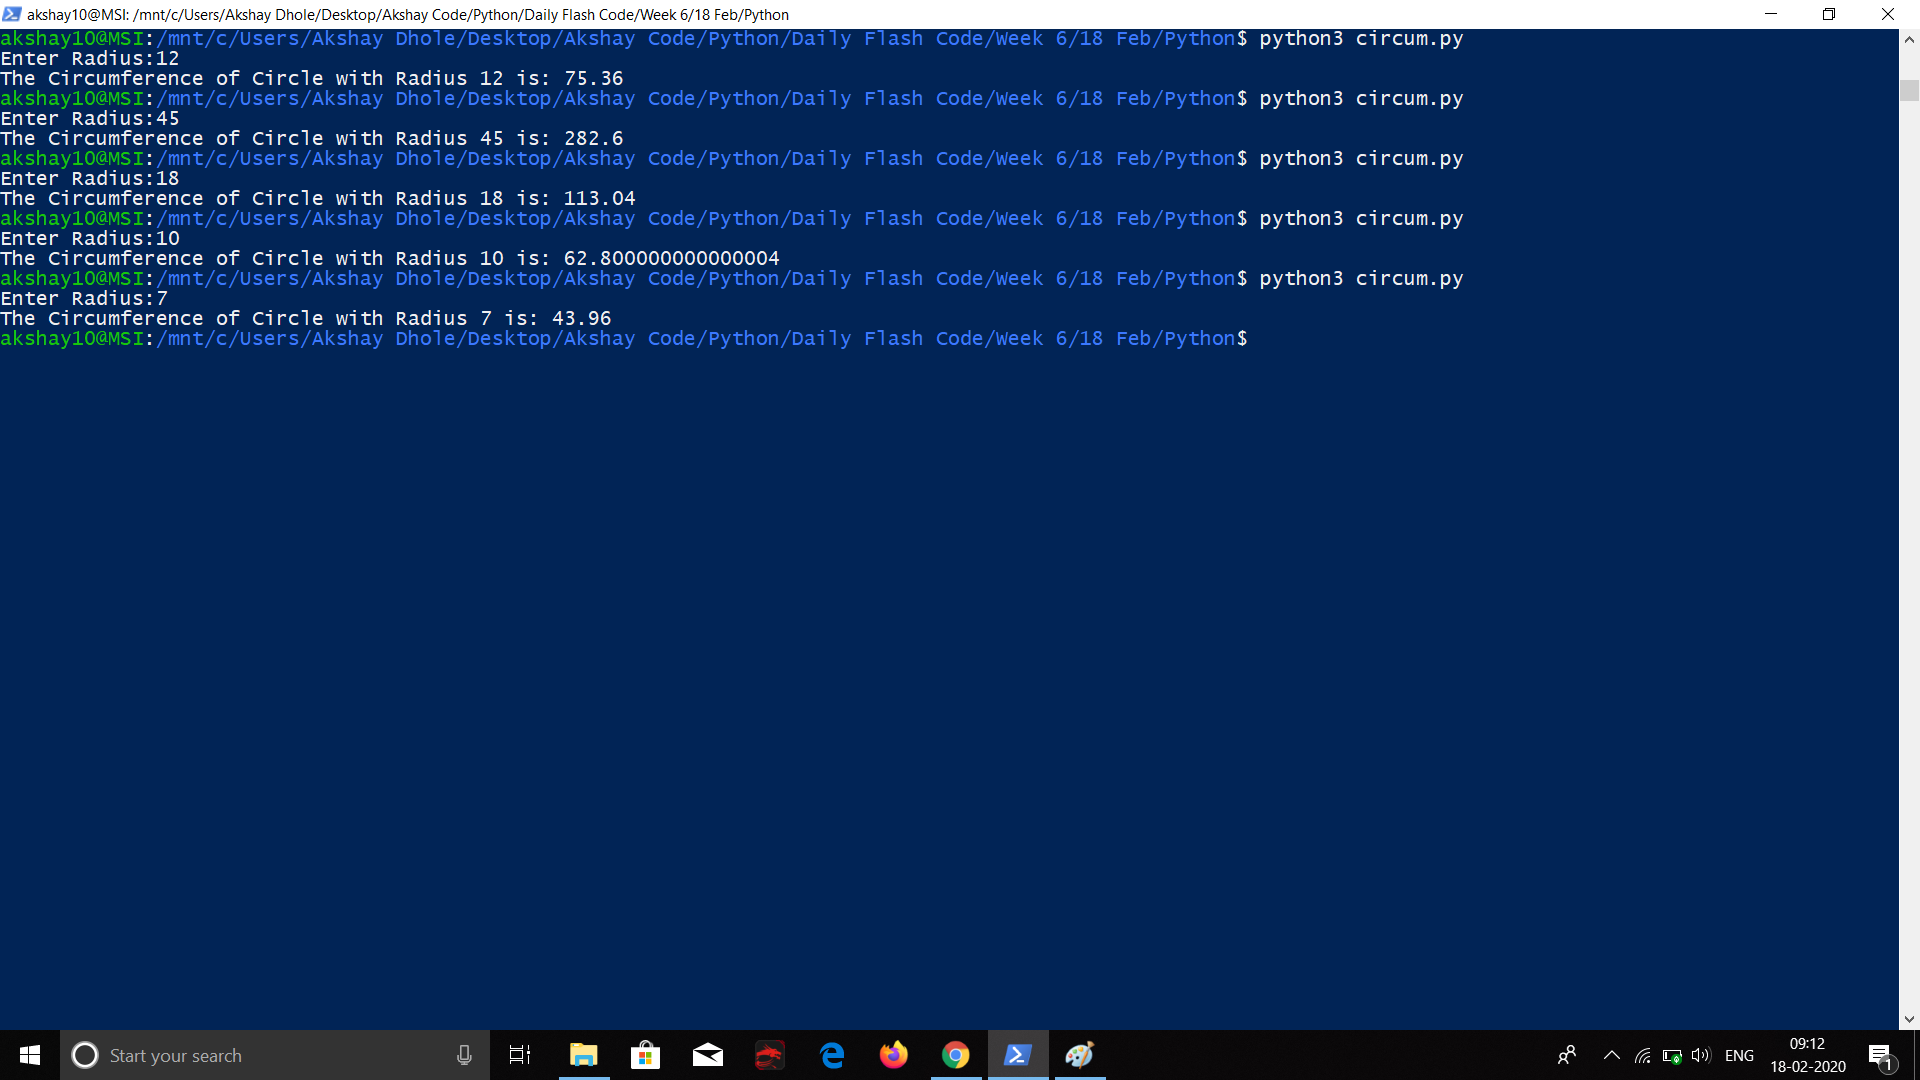 akshay10@MSI: /mnt/c/Users/Akshay Dhole/Desktop/Akshay Code/Python/Daily Flash Code/Week 6/18 Feb/Python
akshay10@MSI:/mnt/c/Users/Akshay Dhole/Desktop/Akshay Code/Python/Daily Flash Code/Week 6/18 Feb/Python$ python3 circum.py
Enter Radius:12
The Circumference of Circle with Radius 12 is: 75.36
akshay10@MSI:/mnt/c/Users/Akshay Dhole/Desktop/Akshay Code/Python/Daily Flash Code/Week 6/18 Feb/Python$ python3 circum.py
Enter Radius:45
The Circumference of Circle with Radius 45 is: 282.6
akshay10@MSI:/mnt/c/Users/Akshay Dhole/Desktop/Akshay Code/Python/Daily Flash Code/Week 6/18 Feb/Python$ python3 circum.py
Enter Radius:18
The Circumference of Circle with Radius 18 is: 113.04
akshay10@MSI:/mnt/c/Users/Akshay Dhole/Desktop/Akshay Code/Python/Daily Flash Code/Week 6/18 Feb/Python$ python3 circum.py
Enter Radius:10
The Circumference of Circle with Radius 10 is: 62.800000000000004
akshay10@MSI:/mnt/c/Users/Akshay Dhole/Desktop/Akshay Code/Python/Daily Flash Code/Week 6/18 Feb/Python$ python3 circum.py
Enter Radius:7
The Circumference of Circle with Radius 7 is: 43.96
akshay10@MSI:/mnt/c/Users/Akshay Dhole/Desktop/Akshay Code/Python/Daily Flash Code/Week 6/18 Feb/Python$
Start your search
ENG
09:12
18-02-2020
1